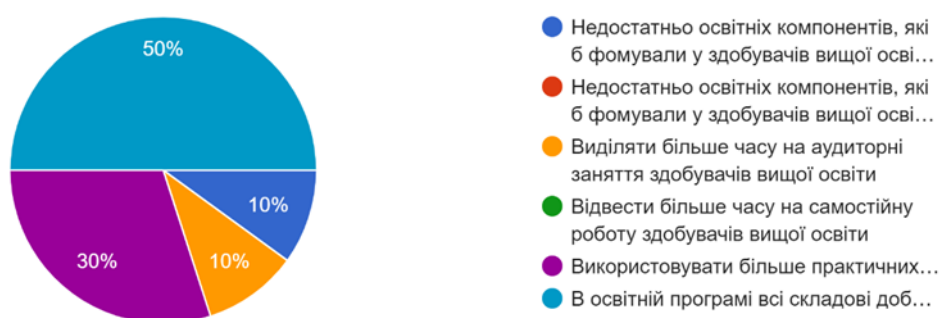 50%
10%
10%
30%
Недостатньо освітніх компонентів, які
б фомували у здобувачів вищої осві…
Недостатньо освітніх компонентів, які
б фомували у здобувачів вищої осві…
Виділяти більше часу на аудиторні
заняття здобувачів вищої освіти
Відвести більше часу на самостійну
роботу здобувачів вищої освіти
Використовувати більше практичних…
В освітній програмі всі складові доб…